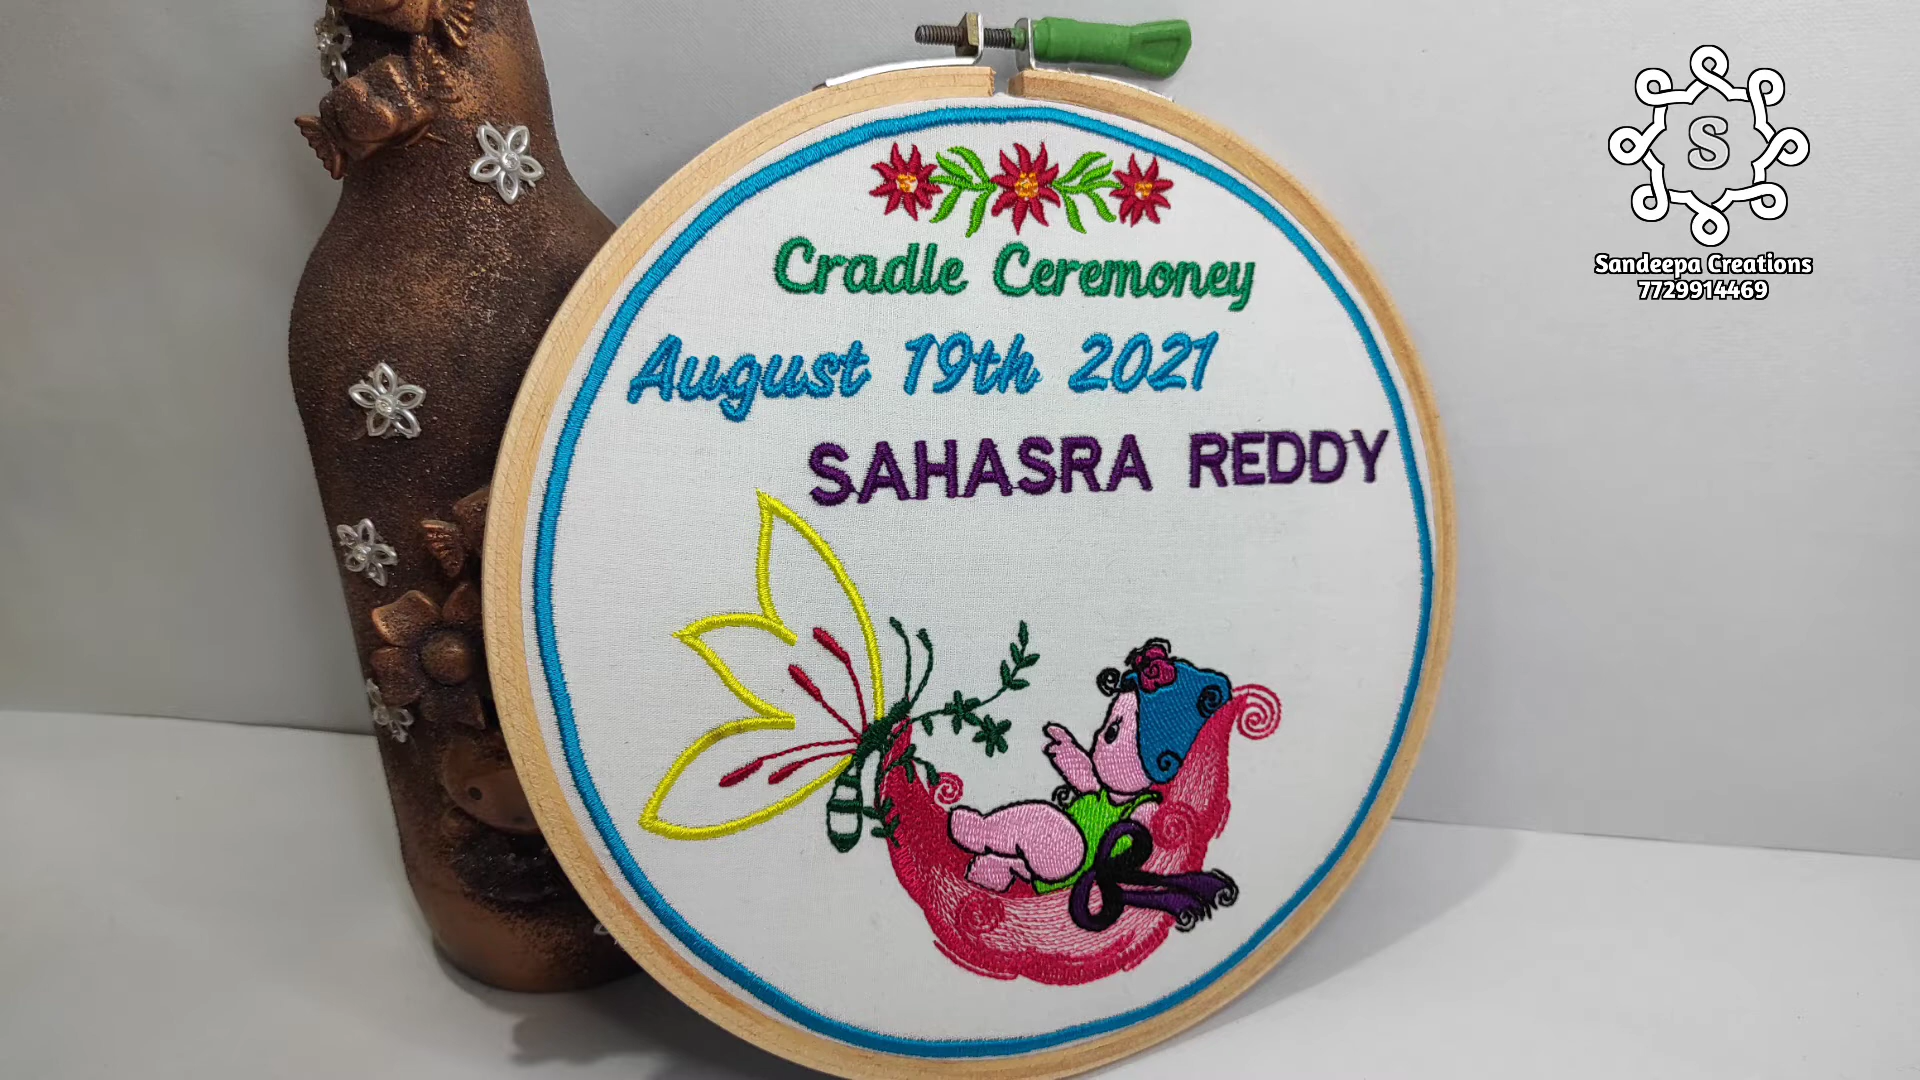 Cradle Ceremoney
August 19th 2021
SAHASRA REDDY
S
Sandeepa Creations
7729914469